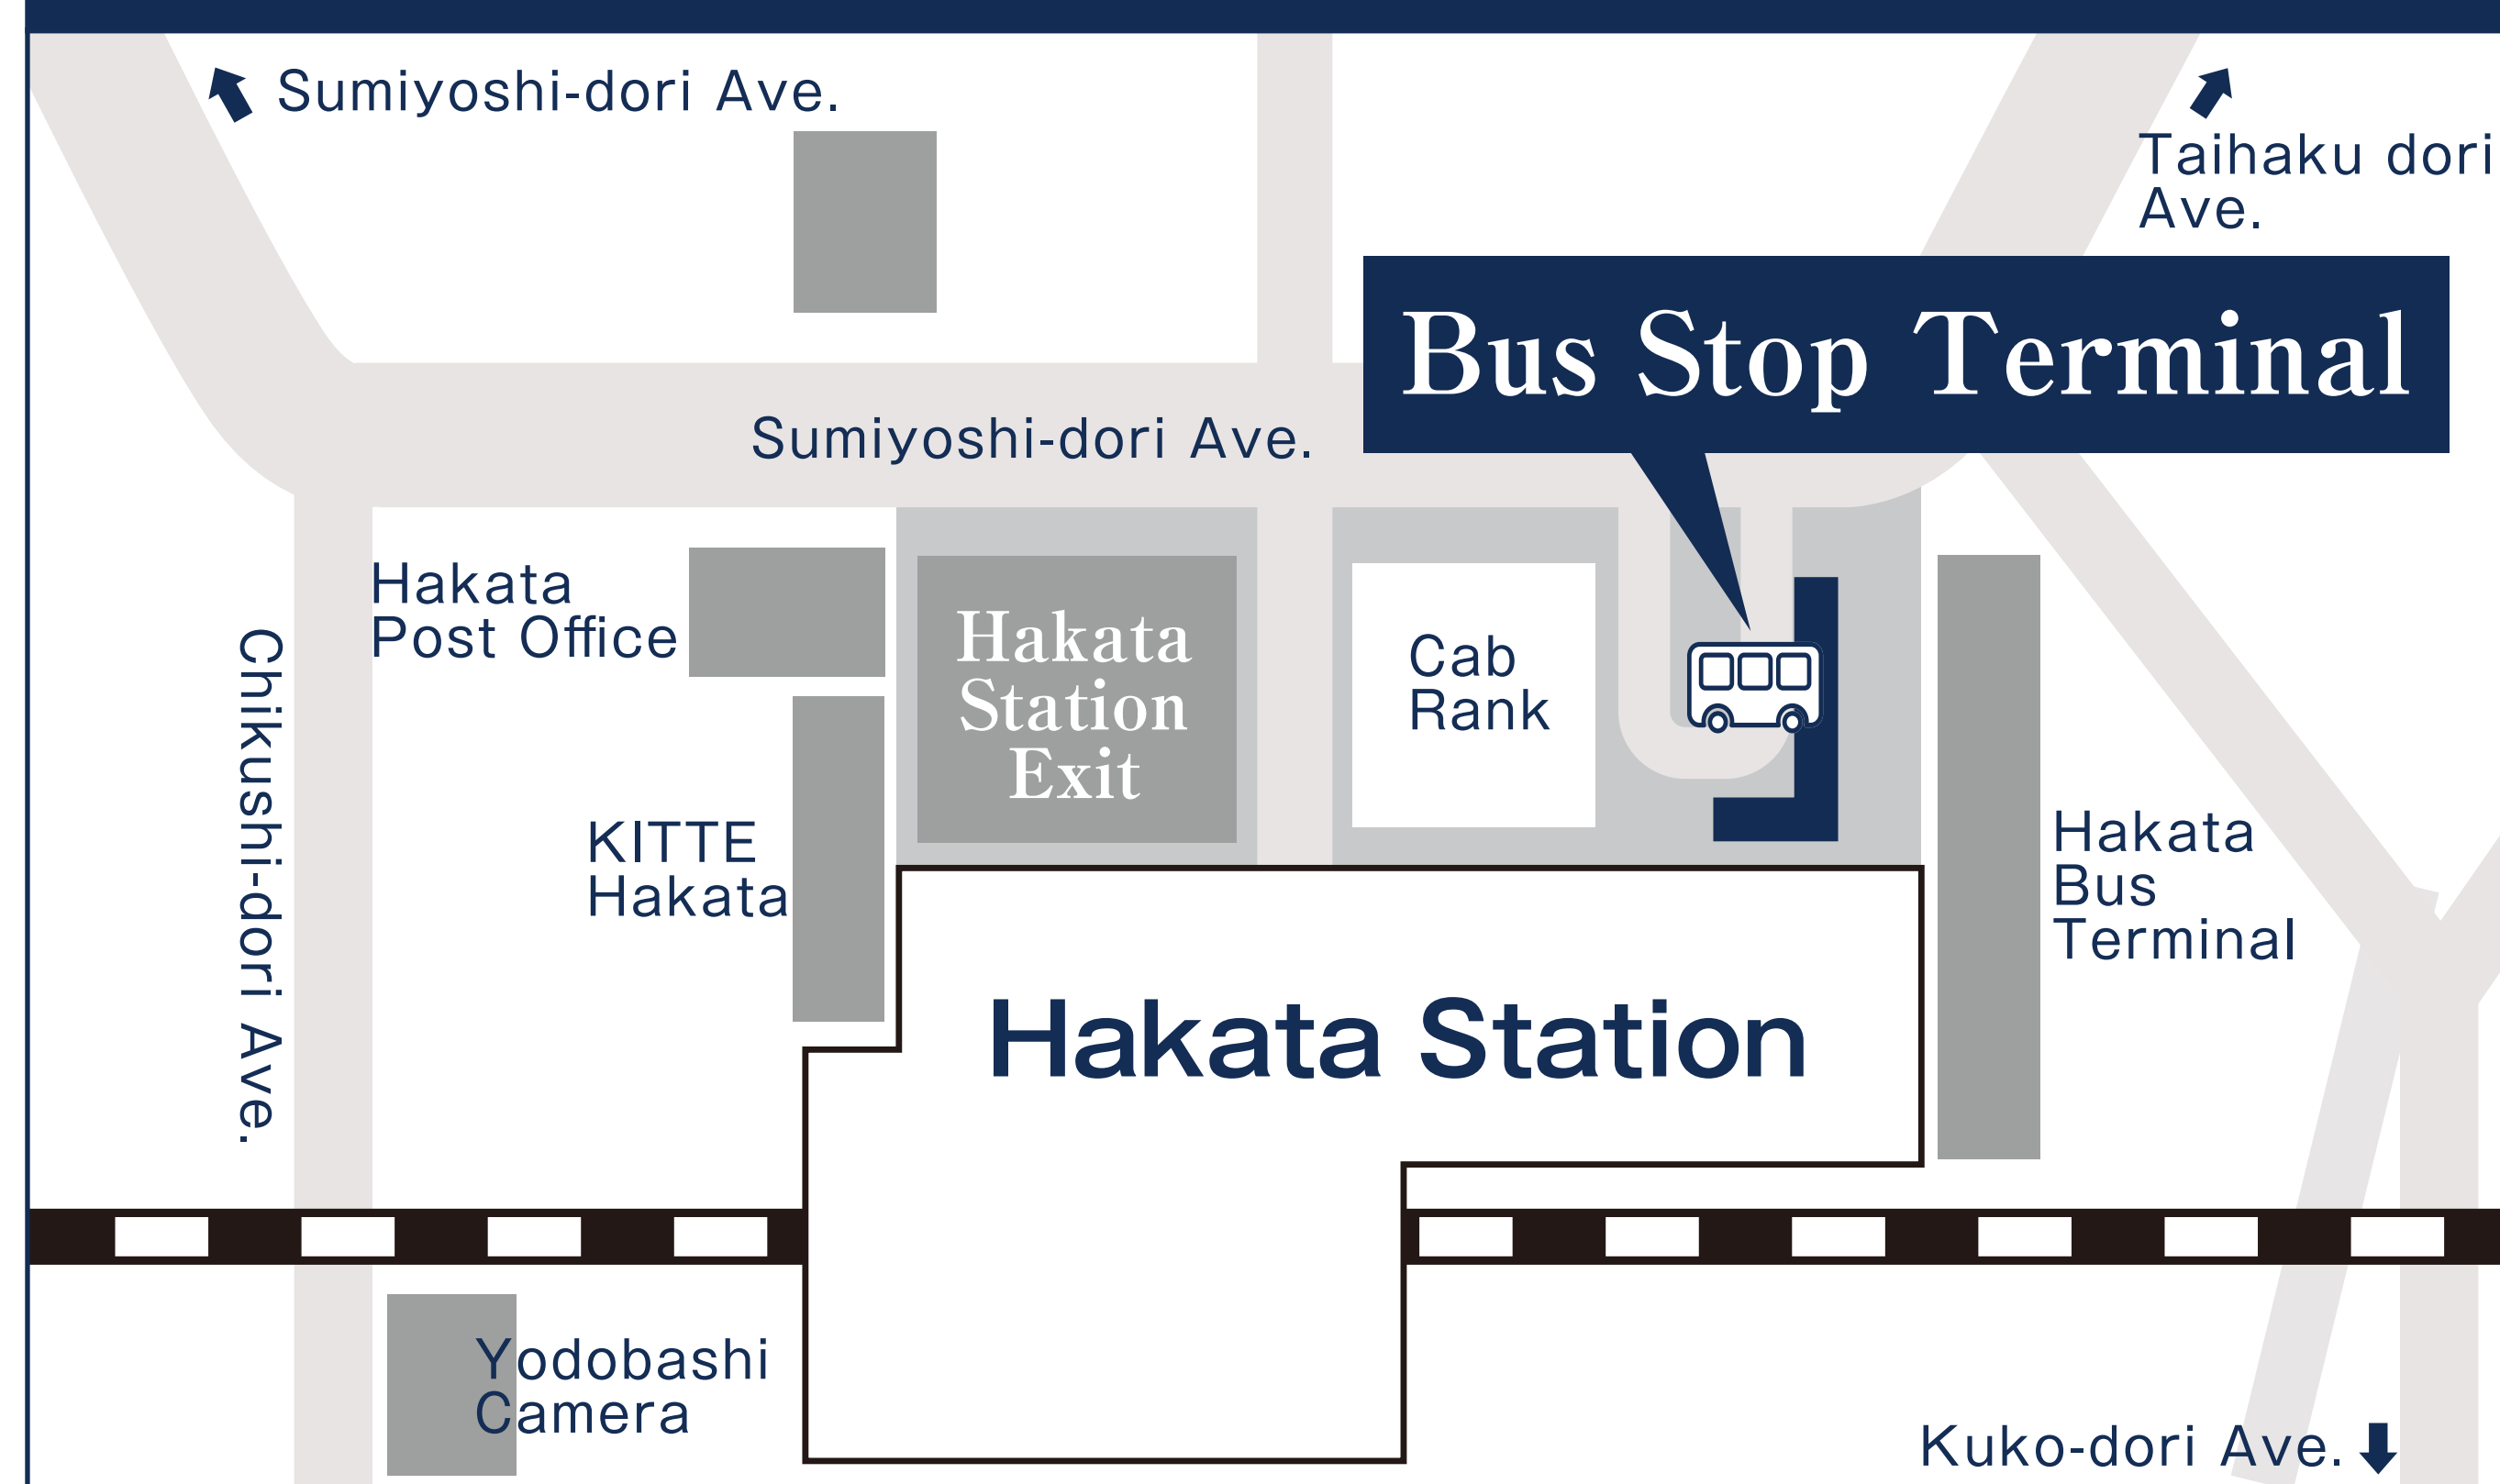 Sumiyoshi-dori Ave.
Taihaku dori
Ave.
Bus Stop Terminal
Sumiyoshi-dori Ave.
Hakata
Post Office
Hakata
Station
Exit
Cab
Rank
Chikushi-dori Ave.
KITTE
Hakata
Hakata
Bus
Terminal
Hakata Station
Yodobashi
Camera
Kuko-dori Ave.